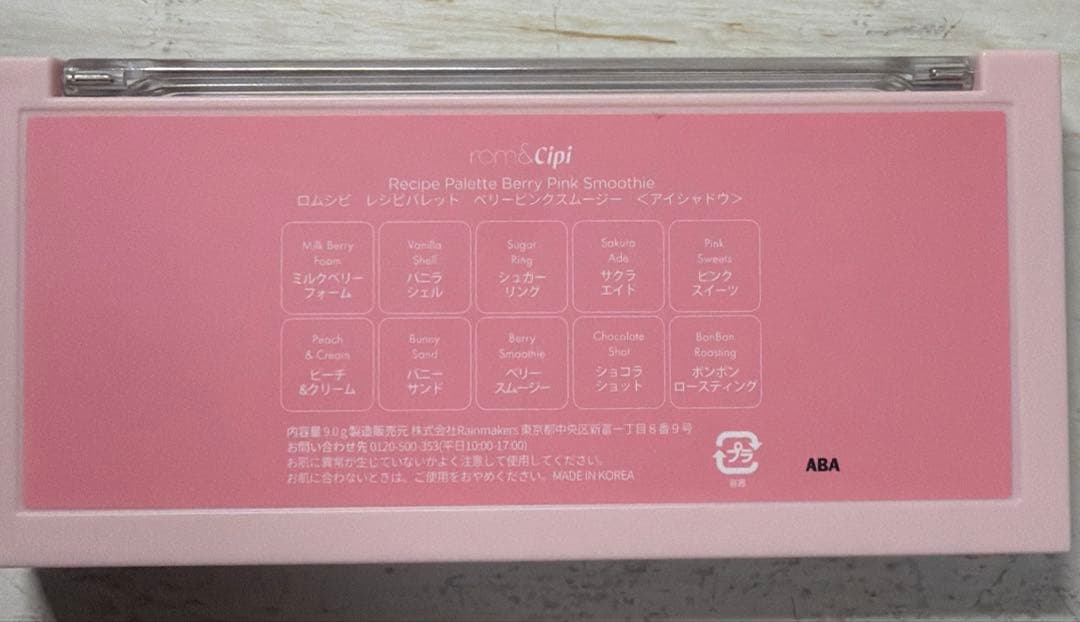 rom&Cipi
Recipe Palette Berry Pink Smoothie
ロムシピ レシピパレット ベリーピンクスムージー <アイシャドウ>
Milk Berry
Foam
ミルクベリー
フォーム
Vanilla
Shell
バニラ
シェル
Sugar
Ring
シュガー
リング
Sakura
Ade
サクラ
エイド
Pink
Sweets
ピンク
スイーツ
Peach
& Cream
ピーチ
&クリーム
Bunny
Sand
バニー
サンド
Berry
Smoothie
ベリー
スムージー
Chocolate
Shot
ショコラ
ショット
BonBon
Roasting
ボンボン
ロースティング
内容量 9.0g 製造販売元 株式会社Rainmakers 東京都中央区新富一丁目8番9号
お問い合わせ先 0120-500-353(平日10:00-17:00)
お肌に異常が生じていないかよく注意して使用してください。
お肌に合わないときは、ご使用をおやめください。MADE IN KOREA
プラ
容器
ABA